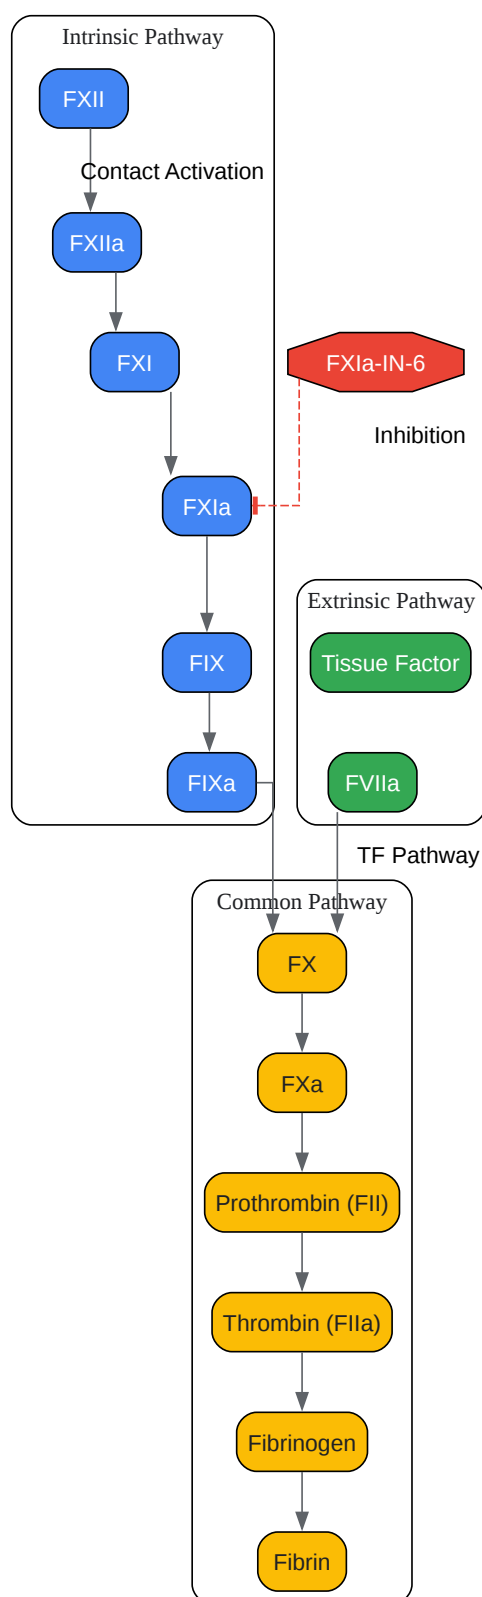 Intrinsic Pathway
FXII
Contact Activation
FXIIa
FXI
FXIa-IN-6
Inhibition
FXIa
Extrinsic Pathway
Tissue Factor
FIX
FIXa
FVIIa
TF Pathway
Common Pathway
FX
FXa
Prothrombin (FII)
Thrombin (FIIa)
Fibrinogen
Fibrin